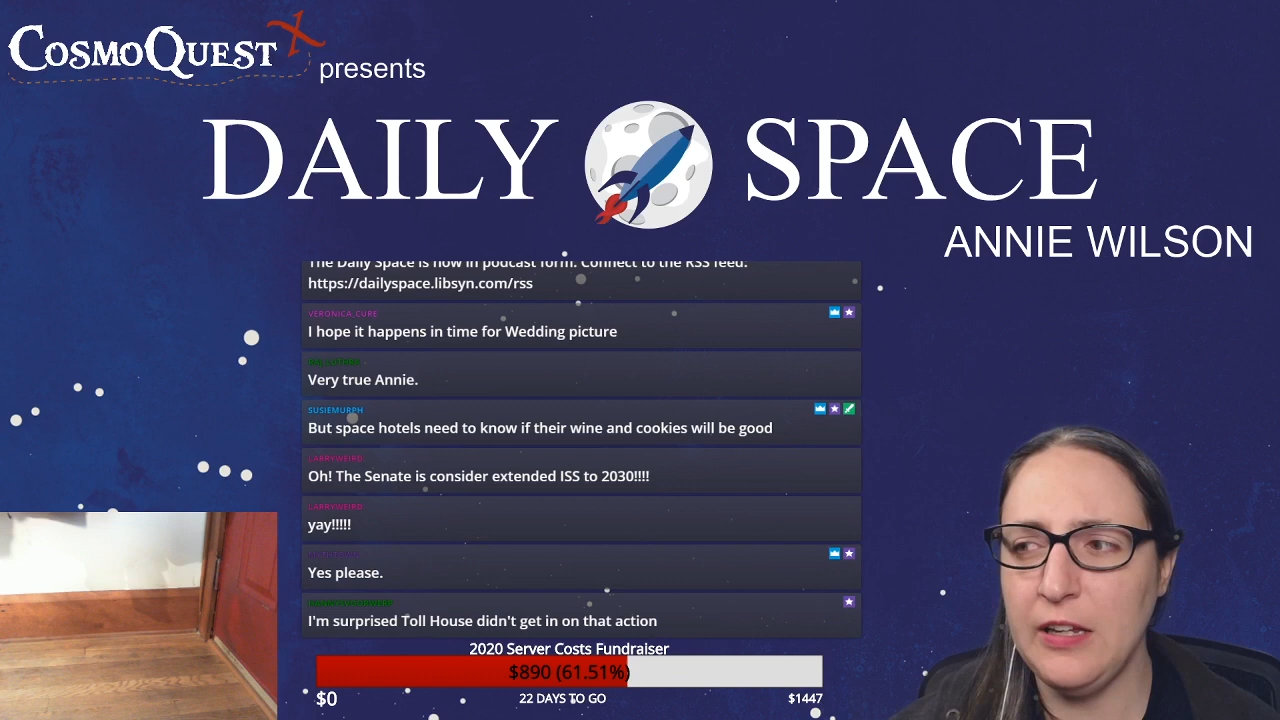 COSMOQUEST X
presents
DAILY SPACE
ANNIE WILSON
The Daily Space is now in podcast form. Connect to the RSS feed:
https://dailyspace.libsyn.com/rss
VERONICA_CURE
I hope it happens in time for Wedding picture
Very true Annie.
SUSIEMURPH
But space hotels need to know if their wine and cookies will be good
LARRYWEIRD
Oh! The Senate is consider extended ISS to 2030!!!!
LARRYWEIRD
yay!!!!!
Yes please.
I'm surprised Toll House didn't get in on that action
2020 Server Costs Fundraiser
$890 (61.51%)
$0
22 DAYS TO GO
$1447